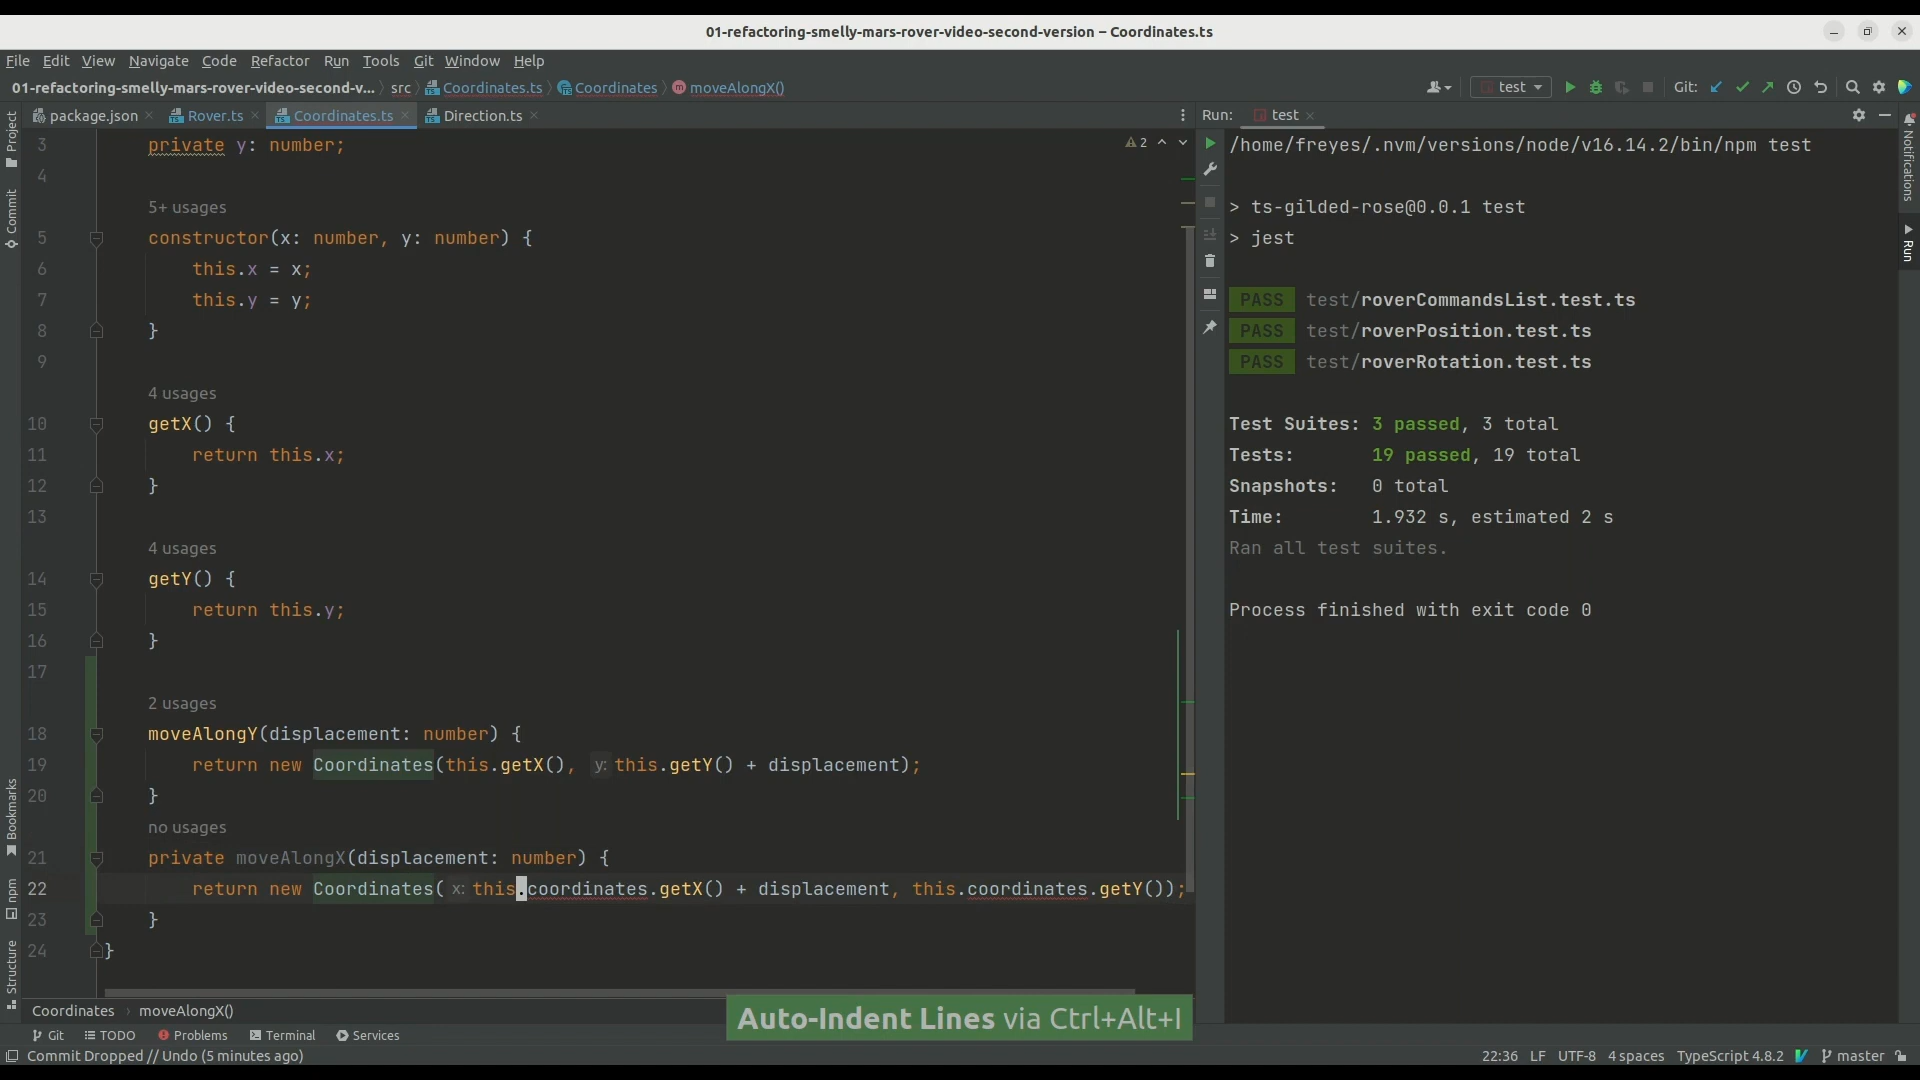 01-refactoring-smelly-mars-rover-video-second-version – Coordinates.ts
File Edit View Navigate Code Refactor Run Tools Git Window Help
01-refactoring-smelly-mars-rover-video-second-v... src Coordinates.ts Coordinates moveAlongX() test Git:
package.json Rover.ts Coordinates.ts Direction.ts
Run: test
Project
Commit
Bookmarks
npm
Structure
Notifications
Run
2
3 private y: number;
4
5+ usages
5 constructor(x: number, y: number) {
6 this.x = x;
7 this.y = y;
8 }
9
4 usages
10 getX() {
11 return this.x;
12 }
13
4 usages
14 getY() {
15 return this.y;
16 }
17
2 usages
18 moveAlongY(displacement: number) {
19 return new Coordinates(this.getX(), y: this.getY() + displacement);
20 }
no usages
21 private moveAlongX(displacement: number) {
22 return new Coordinates( x: this.coordinates.getX() + displacement, this.coordinates.getY());
23 }
24 }
/home/freyes/.nvm/versions/node/v16.14.2/bin/npm test
> ts-gilded-rose@0.0.1 test
> jest
PASS test/roverCommandsList.test.ts
PASS test/roverPosition.test.ts
PASS test/roverRotation.test.ts
Test Suites: 3 passed, 3 total
Tests: 19 passed, 19 total
Snapshots: 0 total
Time: 1.932 s, estimated 2 s
Ran all test suites.
Process finished with exit code 0
Coordinates moveAlongX()
Auto-Indent Lines via Ctrl+Alt+I
Git TODO Problems Terminal Services
Commit Dropped // Undo (5 minutes ago) 22:36 LF UTF-8 4 spaces TypeScript 4.8.2 master